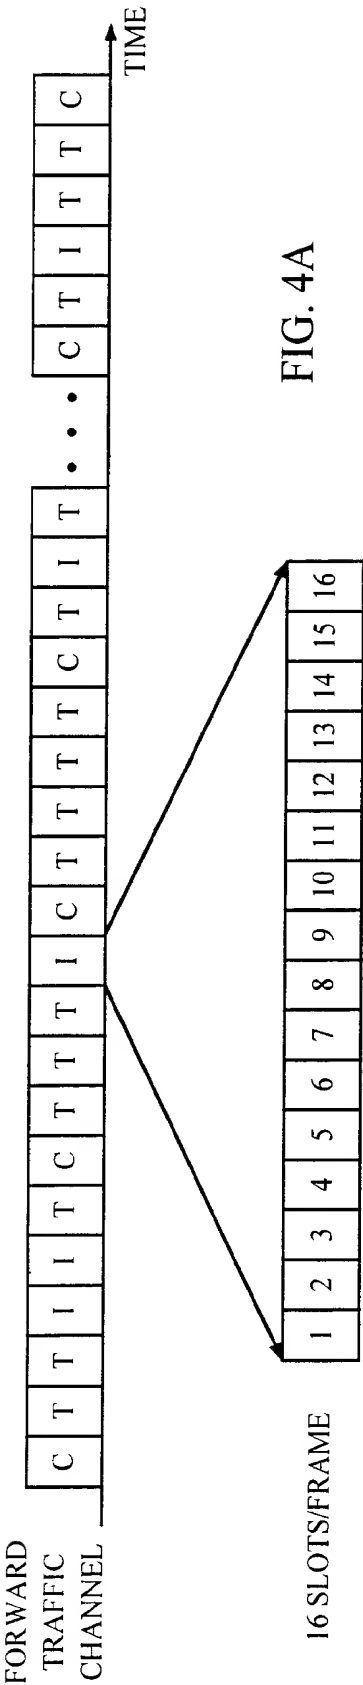 FORWARD
TRAFFIC
CHANNEL
C T T I I T C T T T I C T T T T C T I T • • • C T I T T C
TIME
16 SLOTS/FRAME
1 2 3 4 5 6 7 8 9 10 11 12 13 14 15 16
FIG. 4A